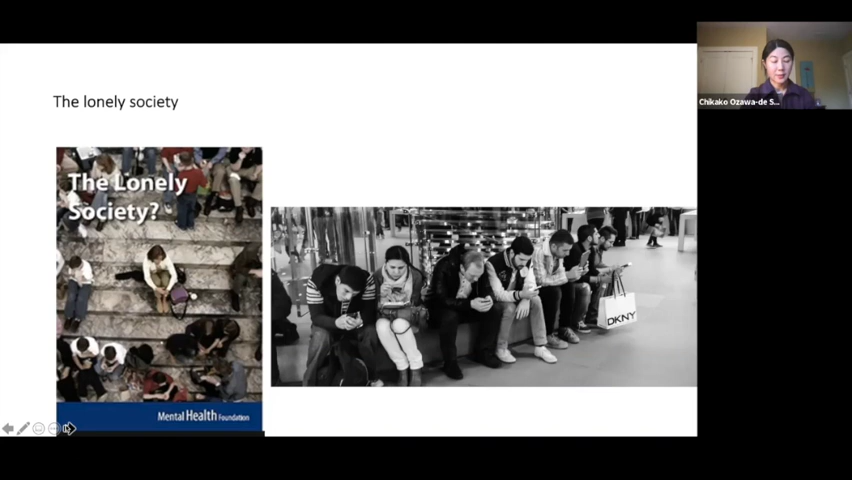 The lonely society
The Lonely
Society?
Mental Health Foundation
DKNY
Chikako Ozawa-de S...